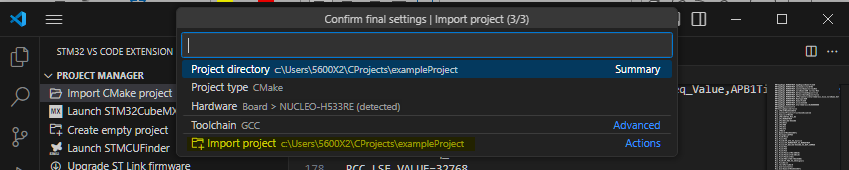 Confirm final settings | Import project (3/3)
STM32 VS CODE EXTENSION
PROJECT MANAGER
Import CMake project
Launch STM32CubeMX
Create empty project
Launch STMCUFinder
Upgrade ST Link firmware
Project directory c:\Users\5600X2\CProjects\exampleProject Summary
Project type CMake
Hardware Board > NUCLEO-H533RE (detected)
Toolchain GCC Advanced
Import project c:\Users\5600X2\CProjects\exampleProject Actions
eq_Value,APB1Ti
178 RCC.LSE_VALUE=32768